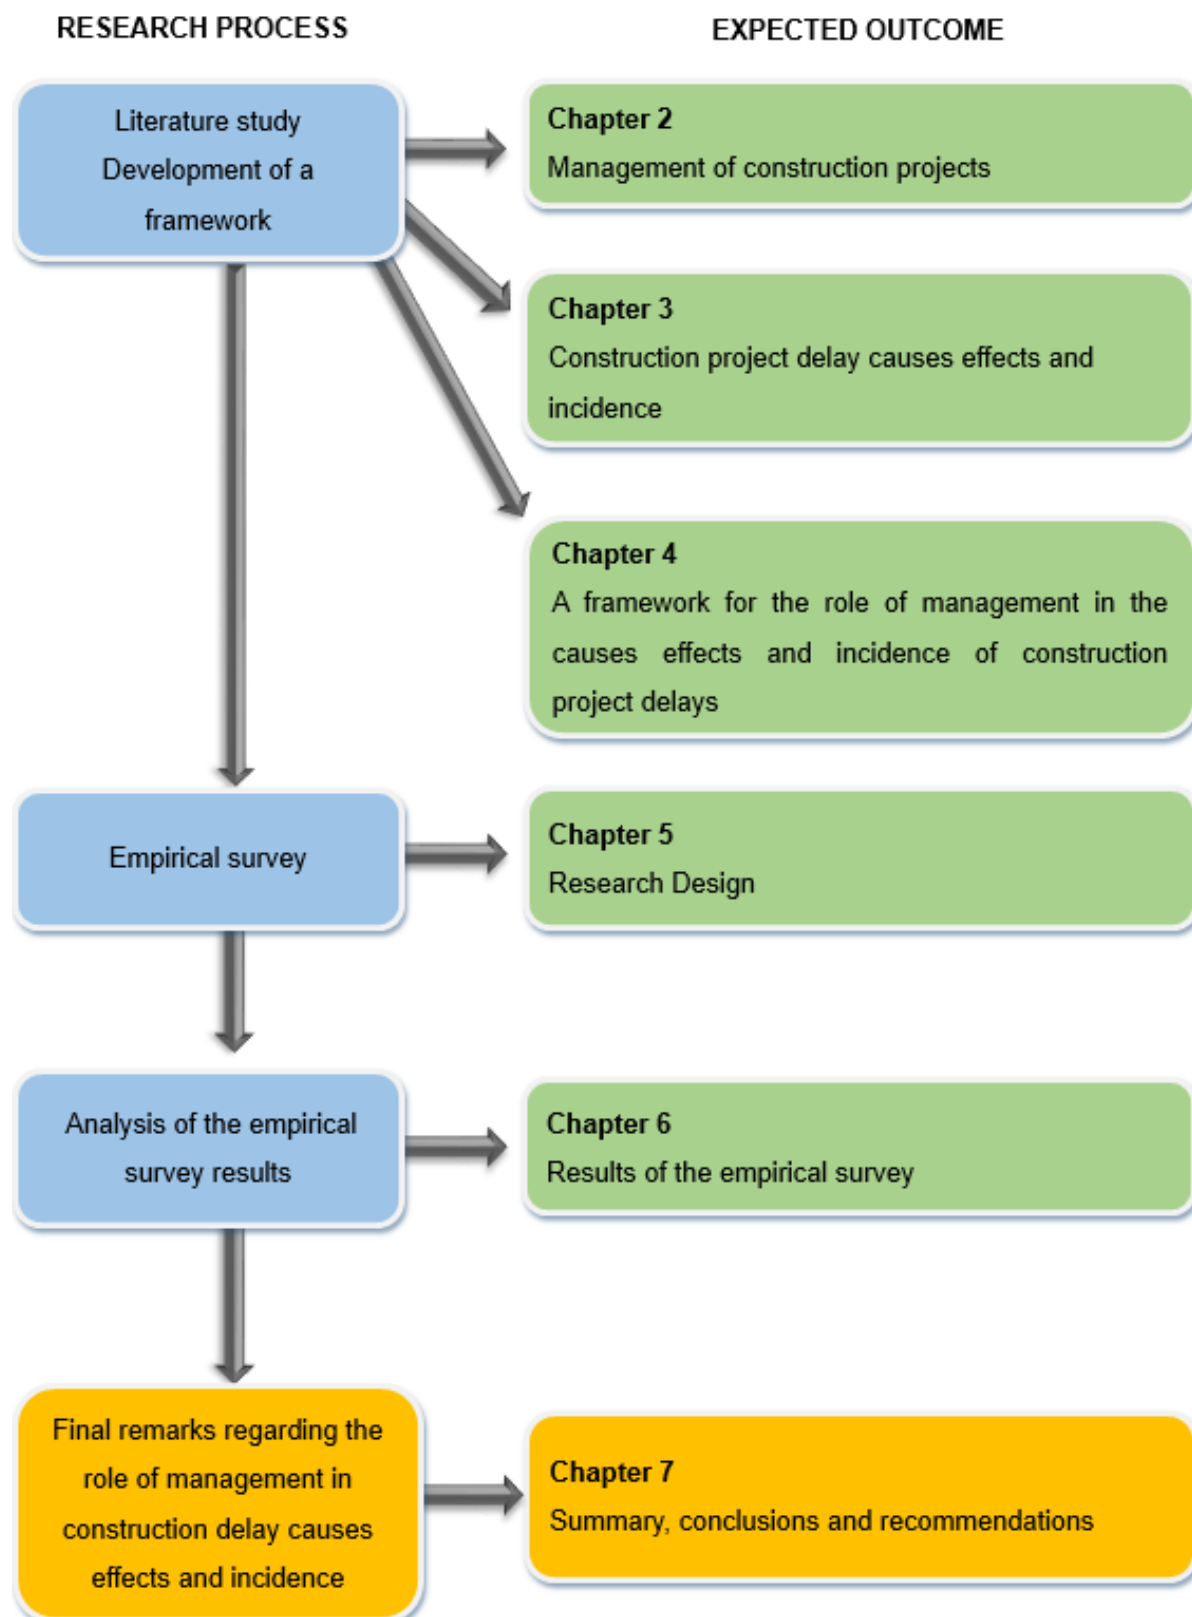 RESEARCH PROCESS
EXPECTED OUTCOME
Literature study
Development of a
framework
Chapter 2
Management of construction projects
Chapter 3
Construction project delay causes effects and
incidence
Chapter 4
A framework for the role of management in the
causes effects and incidence of construction
project delays
Empirical survey
Chapter 5
Research Design
Analysis of the empirical
survey results
Chapter 6
Results of the empirical survey
Final remarks regarding the
role of management in
construction delay causes
effects and incidence
Chapter 7
Summary, conclusions and recommendations